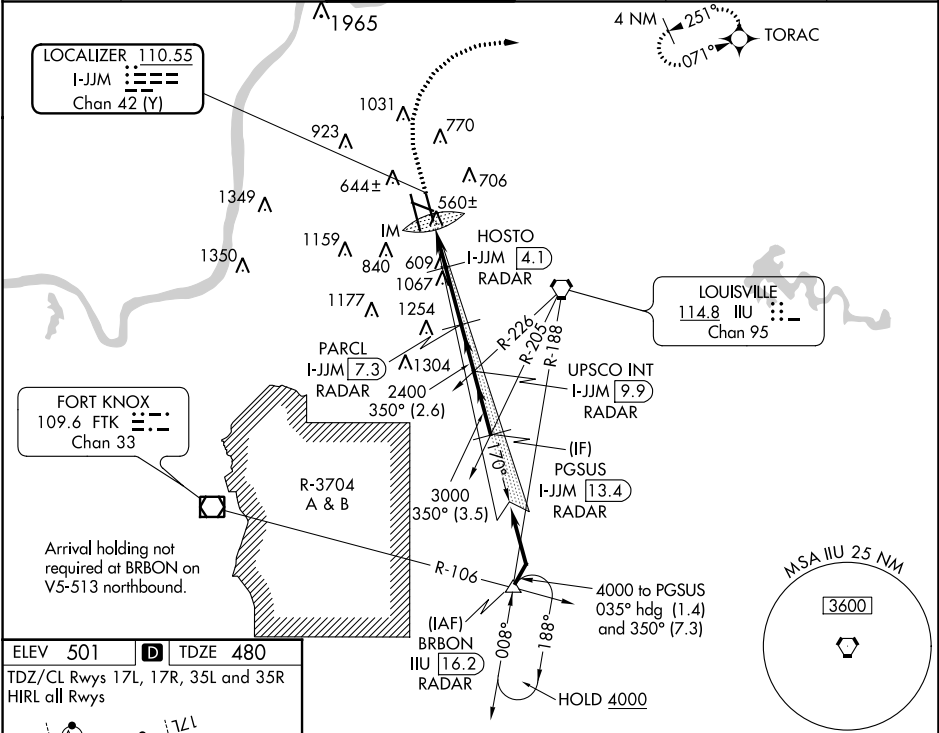 1965
4 NM
251°
071°
TORAC
LOCALIZER 110.55
I-JJM
Chan 42 (Y)
1031
923
770
644±
706
1349
560±
IM
1159
840
609
HOSTO
I-JJM 4.1
RADAR
1350
1067
1177
1254
LOUISVILLE
114.8 IIU
Chan 95
R-226
R-205
R-188
PARCL
I-JJM 7.3
RADAR
1304
2400
350° (2.6)
UPSCO INT
I-JJM 9.9
RADAR
FORT KNOX
109.6 FTK
Chan 33
170°
(IF)
PGSUS
I-JJM 13.4
RADAR
R-3704
A & B
3000
350° (3.5)
Arrival holding not
required at BRBON on
V5-513 northbound.
R-106
4000 to PGSUS
035° hdg (1.4)
and 350° (7.3)
(IAF)
BRBON
IIU 16.2
RADAR
008°
188°
HOLD 4000
MSA IIU 25 NM
3600
ELEV 501 D TDZE 480
TDZ/CL Rwys 17L, 17R, 35L and 35R
HIRL all Rwys
17L